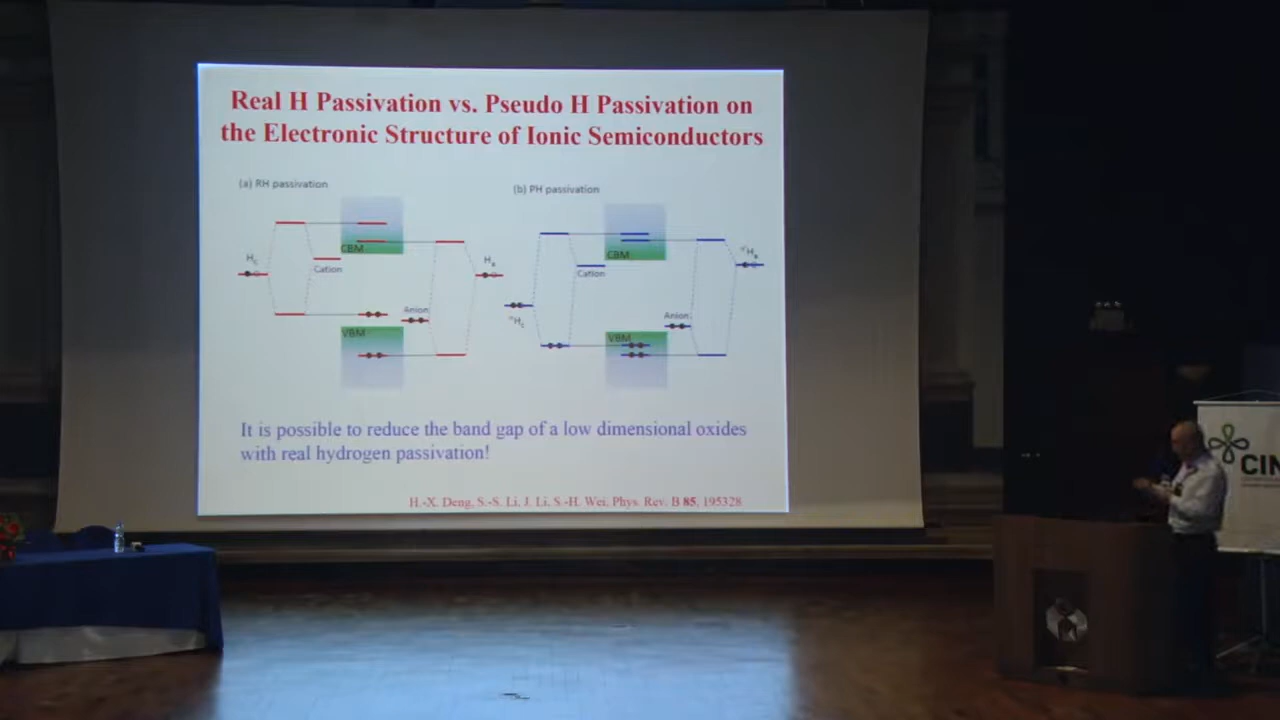 Real H Passivation vs. Pseudo H Passivation on
the Electronic Structure of Ionic Semiconductors
(a) RH passivation
(b) PH passivation
CBM
Cation
Anion
VBM
CBM
Cation
Anion
VBM
It is possible to reduce the band gap of a low dimensional oxides
with real hydrogen passivation!
H.-X. Deng, S.-S. Li, J. Li, S.-H. Wei, Phys. Rev. B 85, 195328
CIN